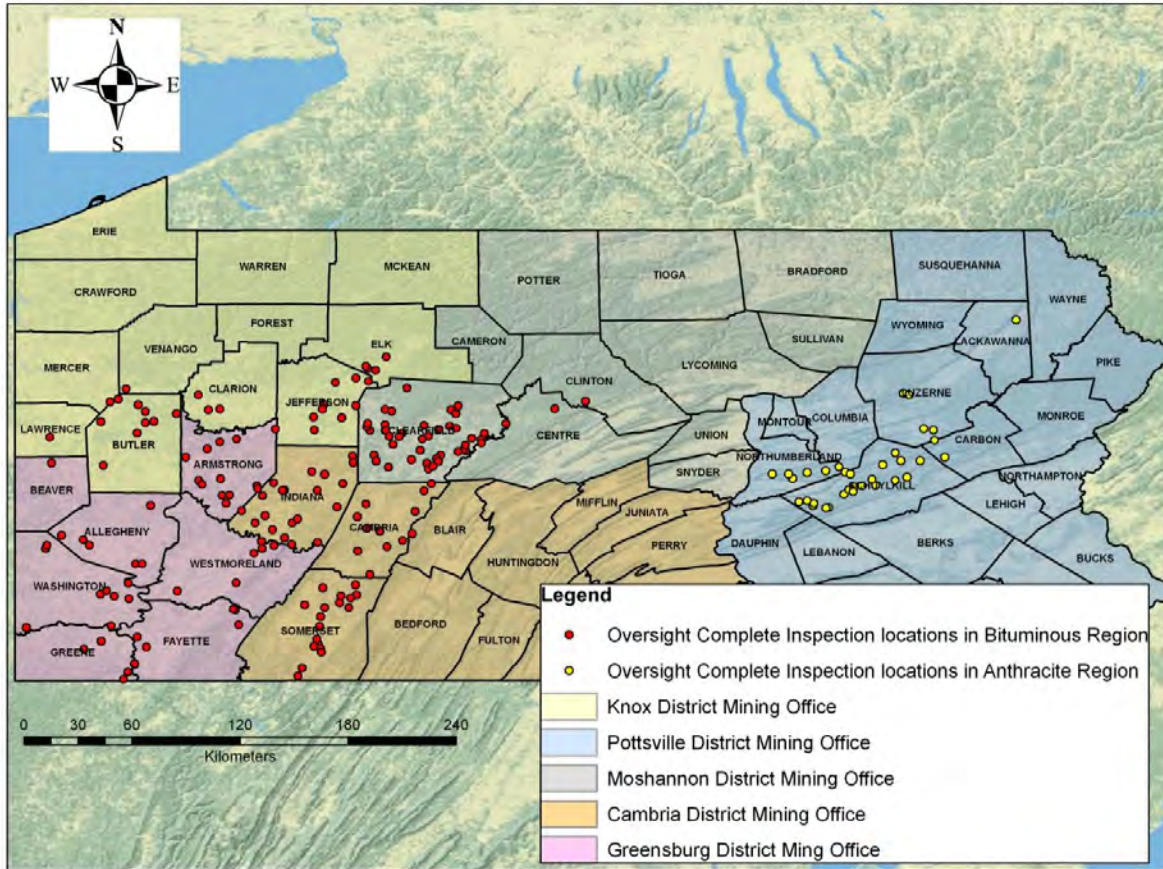 N
W E
S
ERIE
WARREN
MCKEAN
POTTER
TIOGA
BRADFORD
SUSQUEHANNA
WAYNE
CRAWFORD
FOREST
ELK
CAMERON
WYOMING
LACKAWANNA
VENANGO
SULLIVAN
LYCOMING
PIKE
MERCER
CLARION
CLINTON
LUZERNE
JEFFERSON
MONROE
LAWRENCE
COLUMBIA
MONTOUR
BUTLER
CLEARFIELD
CENTRE
UNION
CARBON
NORTHUMBERLAND
ARMSTRONG
SNYDER
NORTHAMPTON
BEAVER
INDIANA
SCHUYLKILL
MIFFLIN
LEHIGH
JUNIATA
ALLEGHENY
CAMBRIA
BLAIR
PERRY
DAUPHIN
BERKS
LEBANON
BUCKS
WESTMORELAND
HUNTINGDON
WASHINGTON
SOMERSET
BEDFORD
FULTON
FAYETTE
GREENE
Legend
Oversight Complete Inspection locations in Bituminous Region
Oversight Complete Inspection locations in Anthracite Region
Knox District Mining Office
Pottsville District Mining Office
Moshannon District Mining Office
Cambria District Mining Office
Greensburg District Ming Office
0 30 60 120 180 240
Kilometers